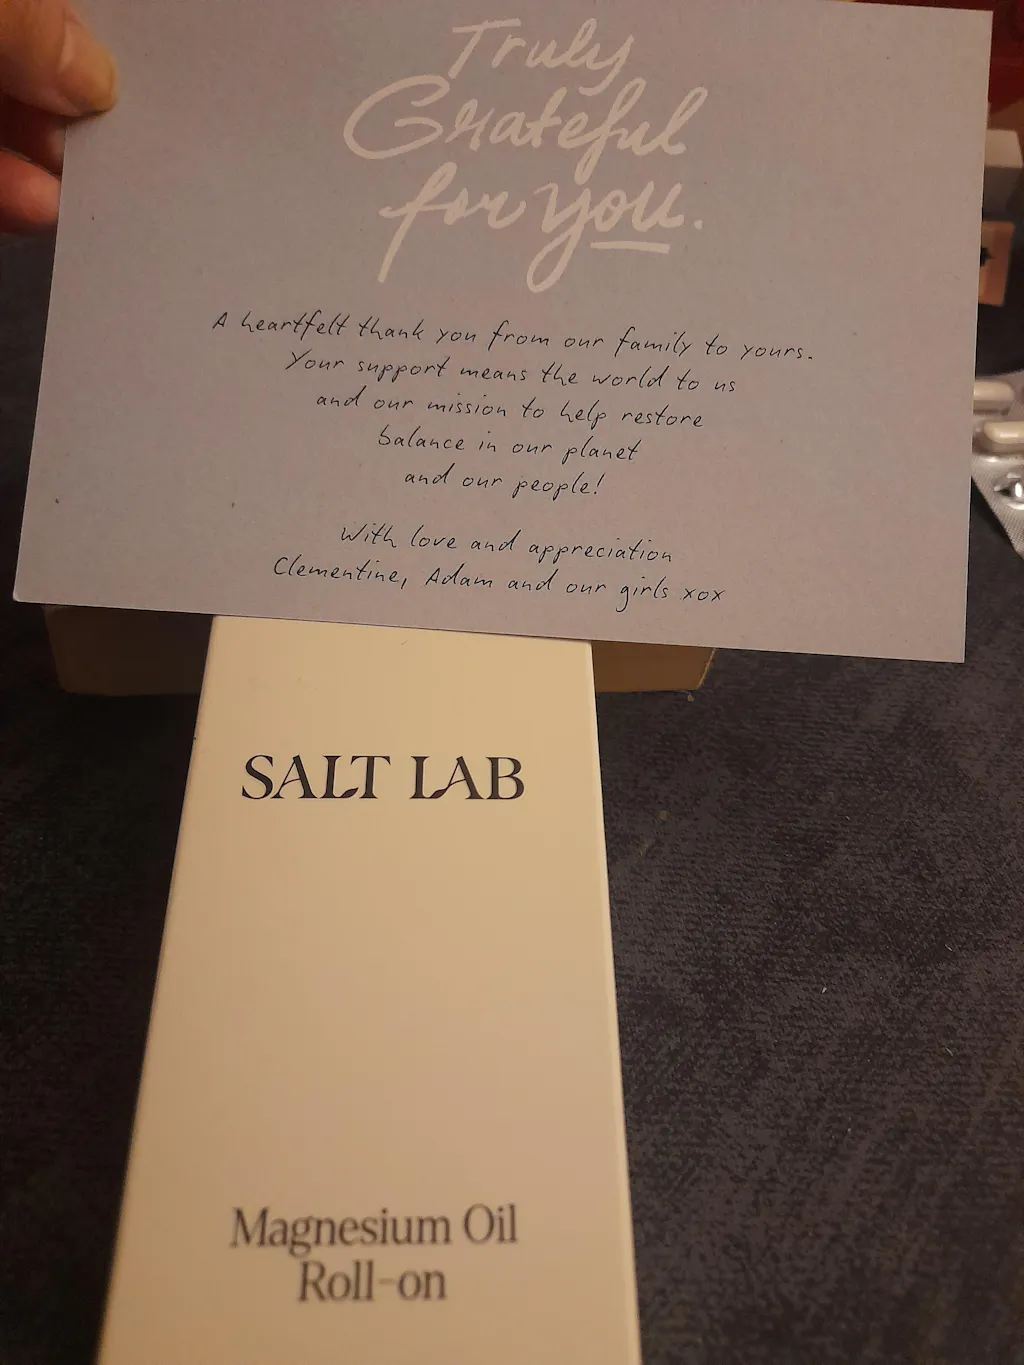 Truly
Grateful
for you.
A heartfelt thank you from our family to yours.
Your support means the world to us
and our mission to help restore
balance in our planet
and our people!
With love and appreciation
Clementine, Adam and our girls xox
SALT LAB
Magnesium Oil
Roll-on